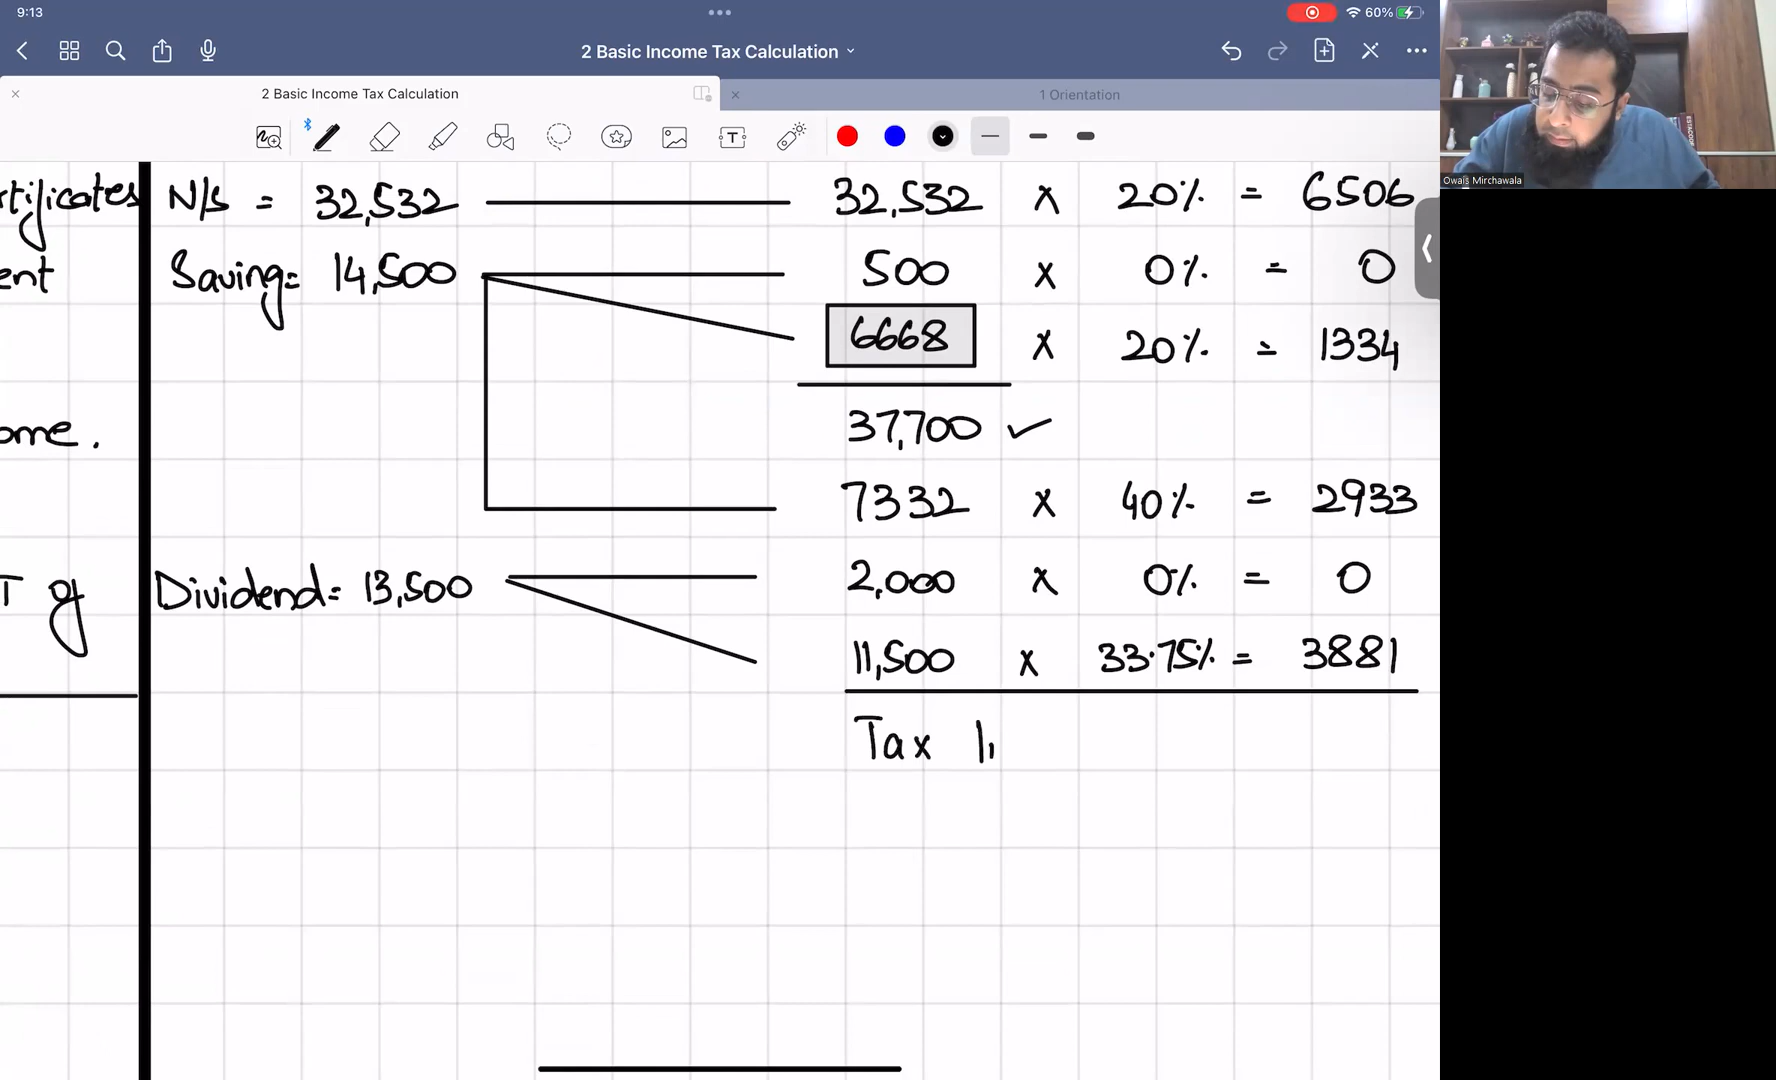 9:13
60%
2 Basic Income Tax Calculation
2 Basic Income Tax Calculation
1 Orientation
Owais Mirchawala
rtificates
ent
ome.
T of
N/S = 32,532 32,532 x 20% = 6506
Saving = 14,500 500 x 0% = 0
6668 x 20% = 1334
37,700 ✓
7332 x 40% = 2933
Dividend = 13,500 2,000 x 0% = 0
11,500 x 33.75% = 3881
Tax li